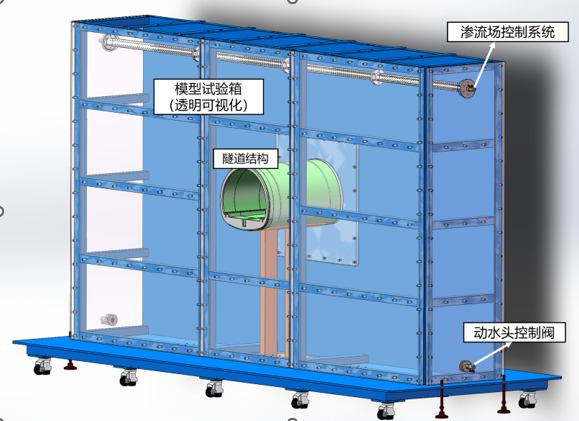 渗流场控制系统
模型试验箱
（透明可视化）
隧道结构
动水头控制阀